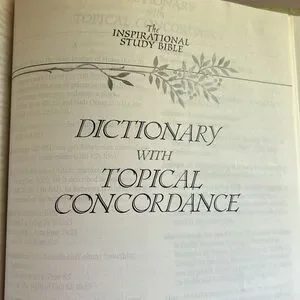 The
INSPIRATIONAL
STUDY BIBLE
DICTIONARY
WITH
TOPICAL
CONCORDANCE